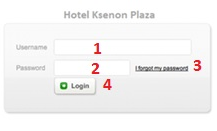 Hotel Ksenon Plaza
Username 1
Password 2 I forgot my password 3
Login 4